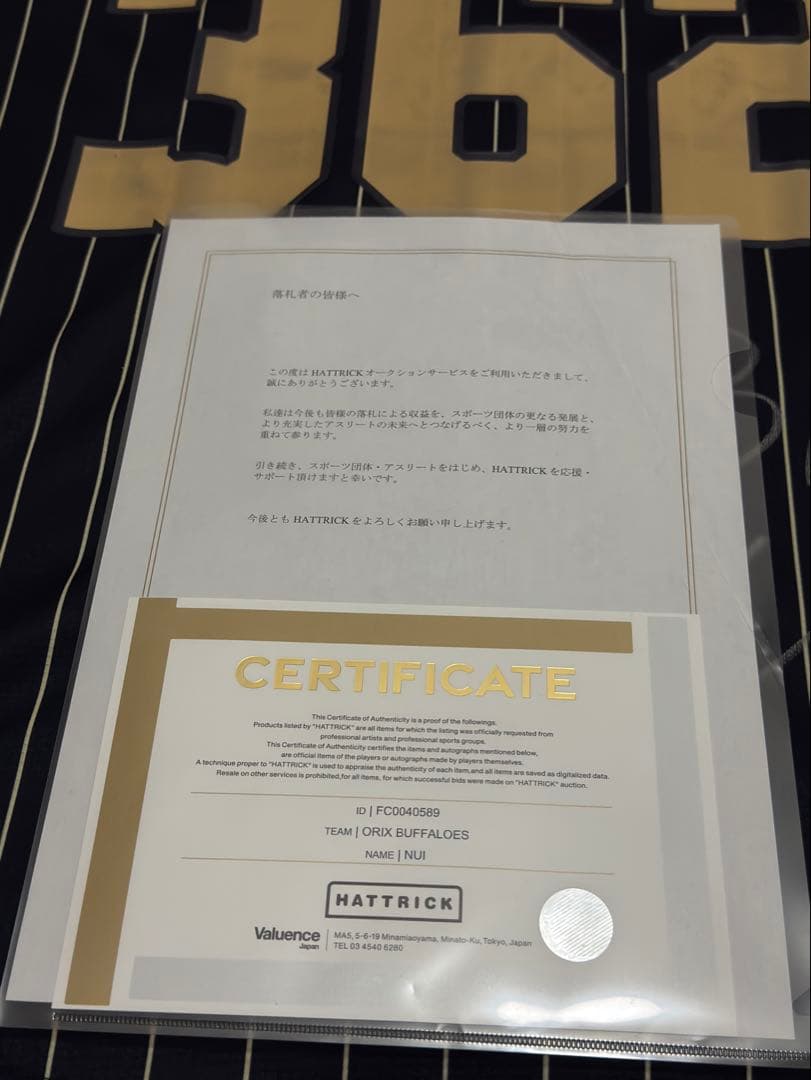 362
落札者の皆様へ
この度は HATTRICK オークションサービスをご利用いただきまして、
誠にありがとうございます。
私達は今後も皆様の落札による収益を、スポーツ団体の更なる発展と、
より充実したアスリートの未来へとつなげるべく、より一層の努力を
重ねて参ります。
引き続き、スポーツ団体・アスリートをはじめ、HATTRICK を応援・
サポート頂けますと幸いです。
今後とも HATTRICK をよろしくお願い申し上げます。
CERTIFICATE
This Certificate of Authenticity is a proof of the followings.
Products listed by "HATTRICK" are all items for which the listing was officially requested from
professional artists and professional sports groups.
This Certificate of Authenticity certifies the items and autographs mentioned below,
are official items of the players or autographs made by players themselves.
A technique proper to "HATTRICK" is used to appraise the authenticity of each item,and all items are saved as digitalized data.
Resale on other services is prohibited,for all items, for which successful bids were made on "HATTRICK" auction.
ID | FC0040589
TEAM | ORIX BUFFALOES
NAME | NUI
HATTRICK
Valuence
Japan
MA5, 5-6-19 Minamiaoyama, Minato-Ku, Tokyo, Japan
TEL 03 4540 6280